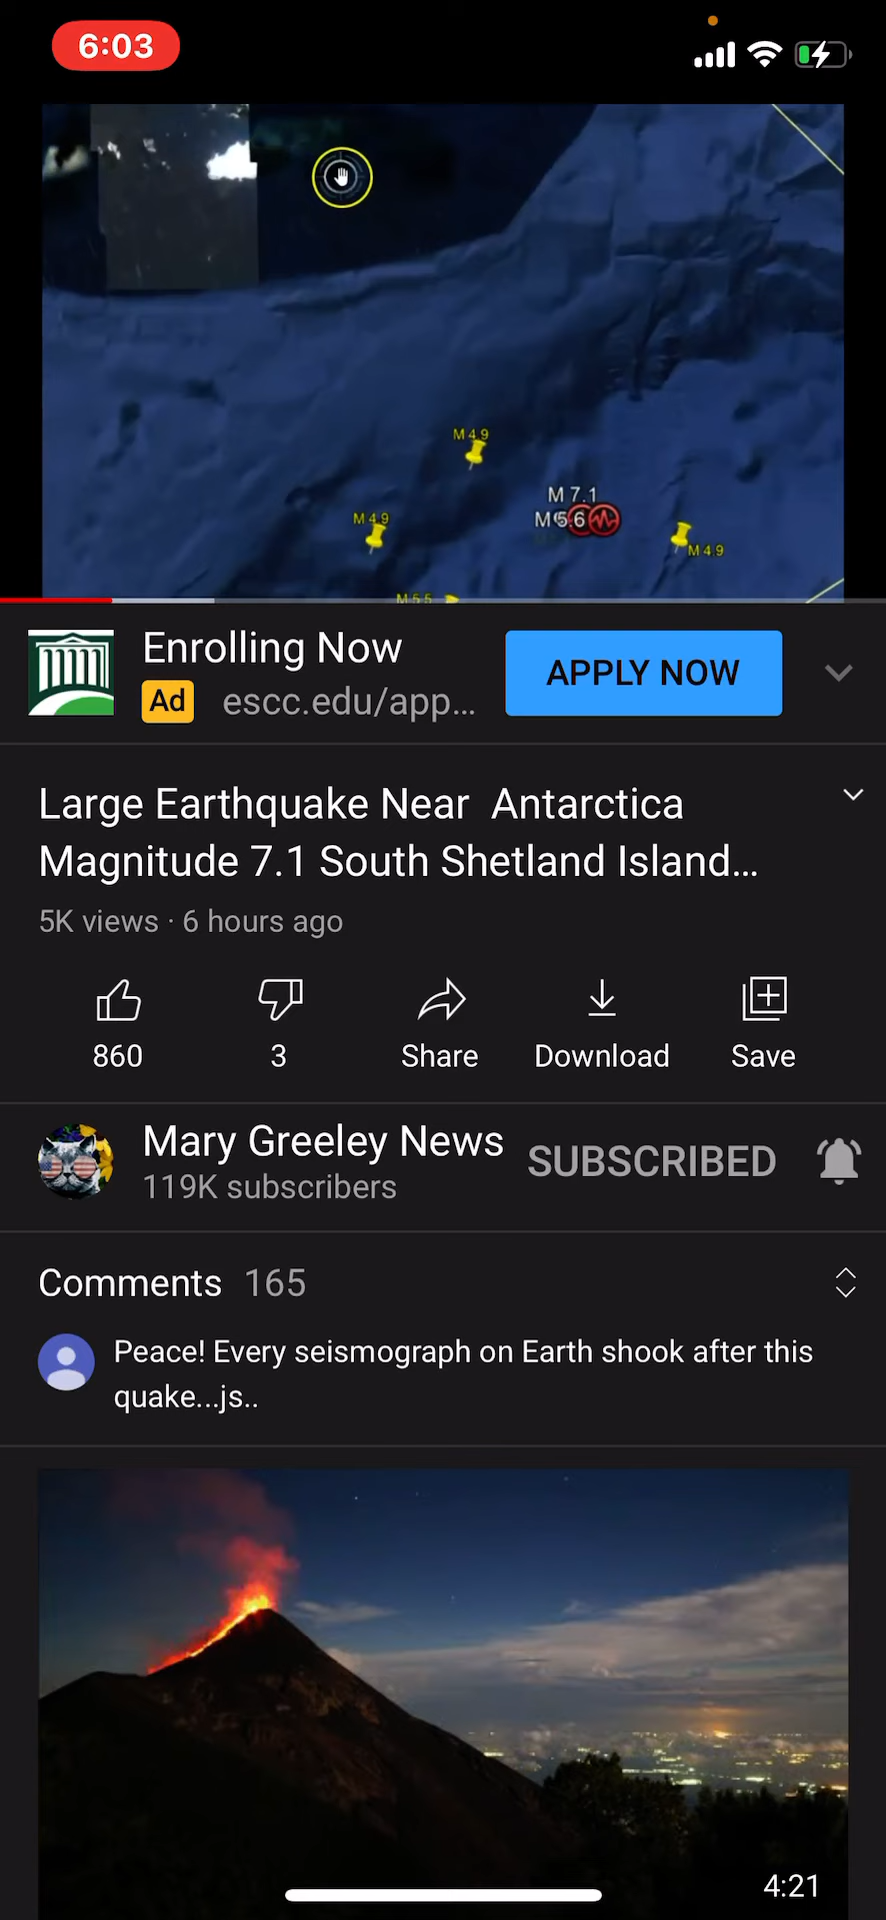 6:03
M 4.9
M 7.1
M 4.9
M 4.9
M 5.5
Enrolling Now
APPLY NOW
Ad
escc.edu/app...
Large Earthquake Near Antarctica
Magnitude 7.1 South Shetland Island...
5K views · 6 hours ago
860
3
Share
Download
Save
Mary Greeley News
SUBSCRIBED
119K subscribers
Comments 165
Peace! Every seismograph on Earth shook after this
quake...js..
4:21